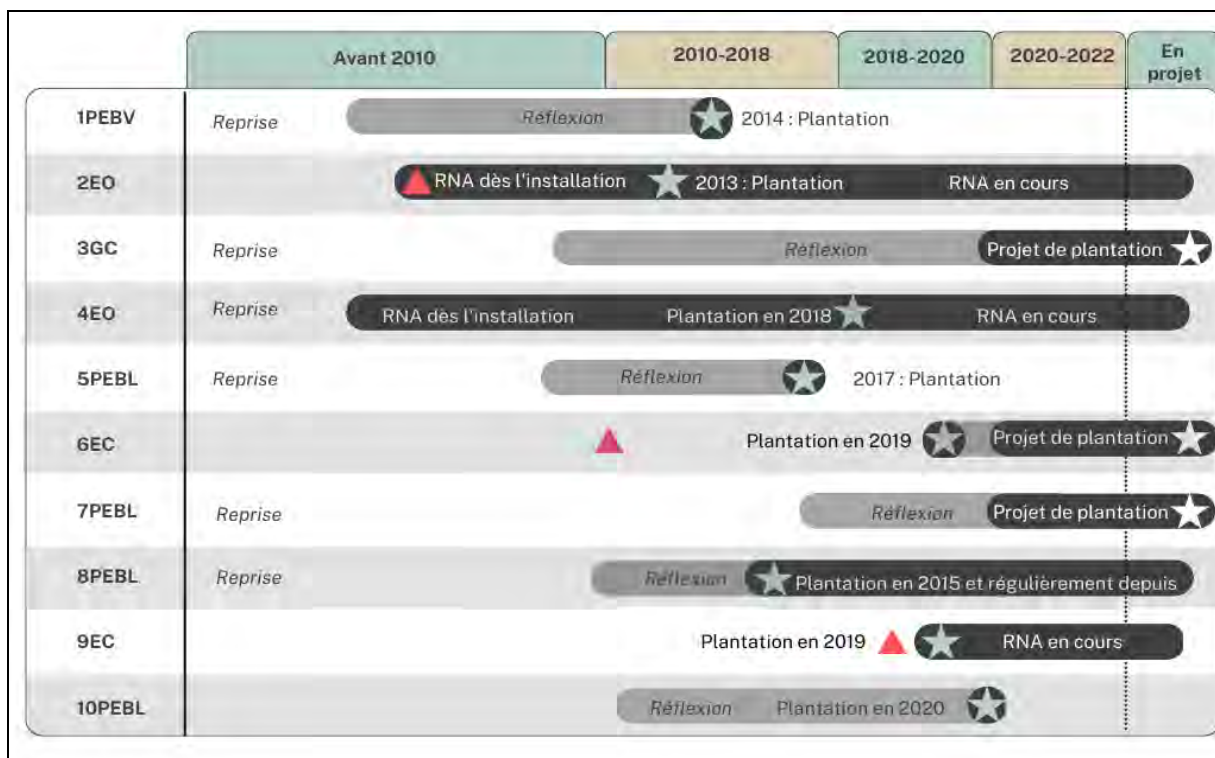 Avant 2010 2010-2018 2018-2020 2020-2022 En projet
1PEBV Reprise Réflexion 2014 : Plantation
2EO RNA dès l'installation 2013 : Plantation RNA en cours
3GC Reprise Réflexion Projet de plantation
4EO Reprise RNA dès l'installation Plantation en 2018 RNA en cours
5PEBL Reprise Réflexion 2017 : Plantation
6EC Plantation en 2019 Projet de plantation
7PEBL Reprise Réflexion Projet de plantation
8PEBL Reprise Réflexion Plantation en 2015 et régulièrement depuis
9EC Plantation en 2019 RNA en cours
10PEBL Réflexion Plantation en 2020